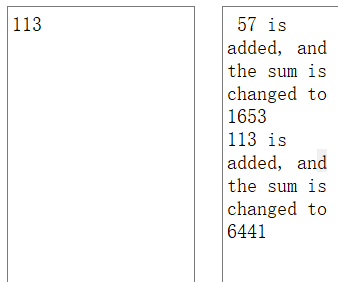 113
57 is
added, and
the sum is
changed to
1653
113 is
added, and
the sum is
changed to
6441